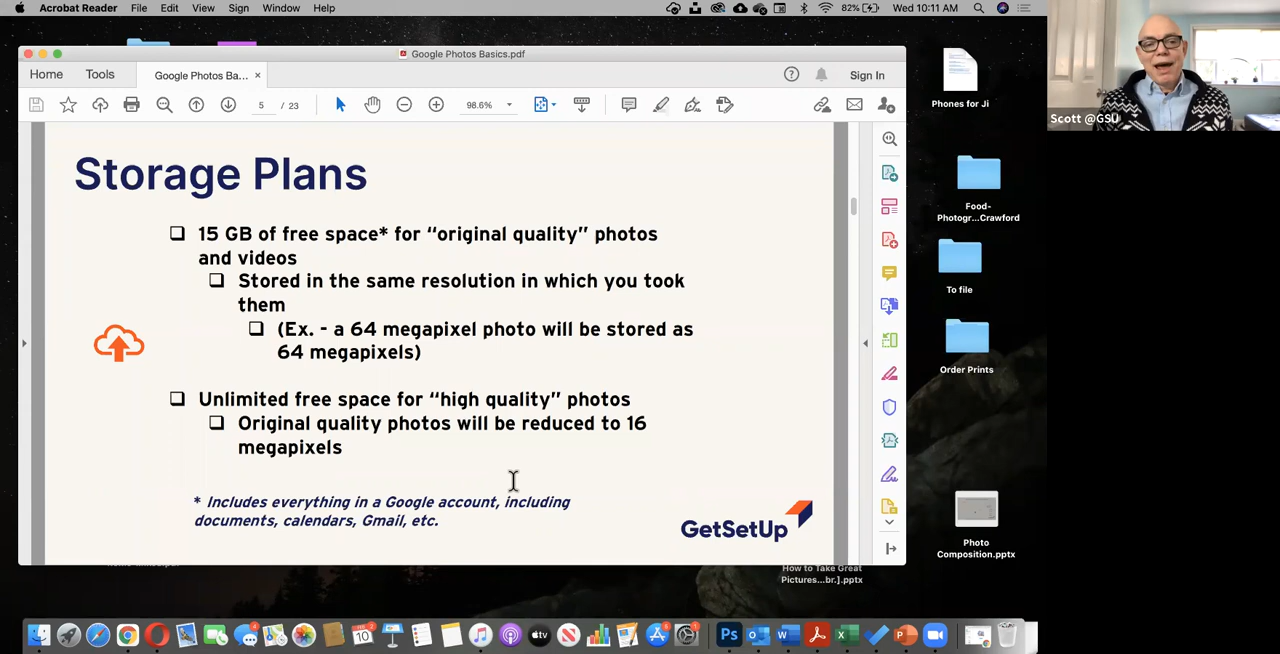 Acrobat Reader File Edit View Sign Window Help
82% Wed 10:11 AM
Google Photos Basics.pdf
Home Tools Google Photos Ba... × Sign In
5 / 23 98.6%
Storage Plans
15 GB of free space* for “original quality” photos
and videos
Stored in the same resolution in which you took
them
(Ex. - a 64 megapixel photo will be stored as
64 megapixels)
Unlimited free space for “high quality” photos
Original quality photos will be reduced to 16
megapixels
* Includes everything in a Google account, including
documents, calendars, Gmail, etc.
GetSetUp
Phones for Ji
Food-
Photogr...Crawford
To file
Order Prints
Photo
Composition.pptx
How to Take Great
Pictures...br.].pptx
Scott @GSU
10
tv
Ps